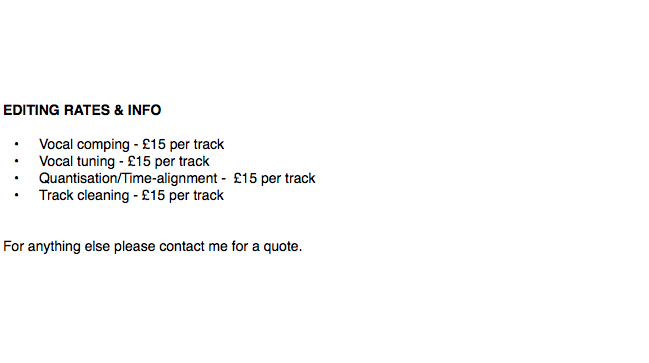 EDITING RATES & INFO
• Vocal comping - £15 per track
• Vocal tuning - £15 per track
• Quantisation/Time-alignment -  £15 per track
• Track cleaning - £15 per track
For anything else please contact me for a quote.